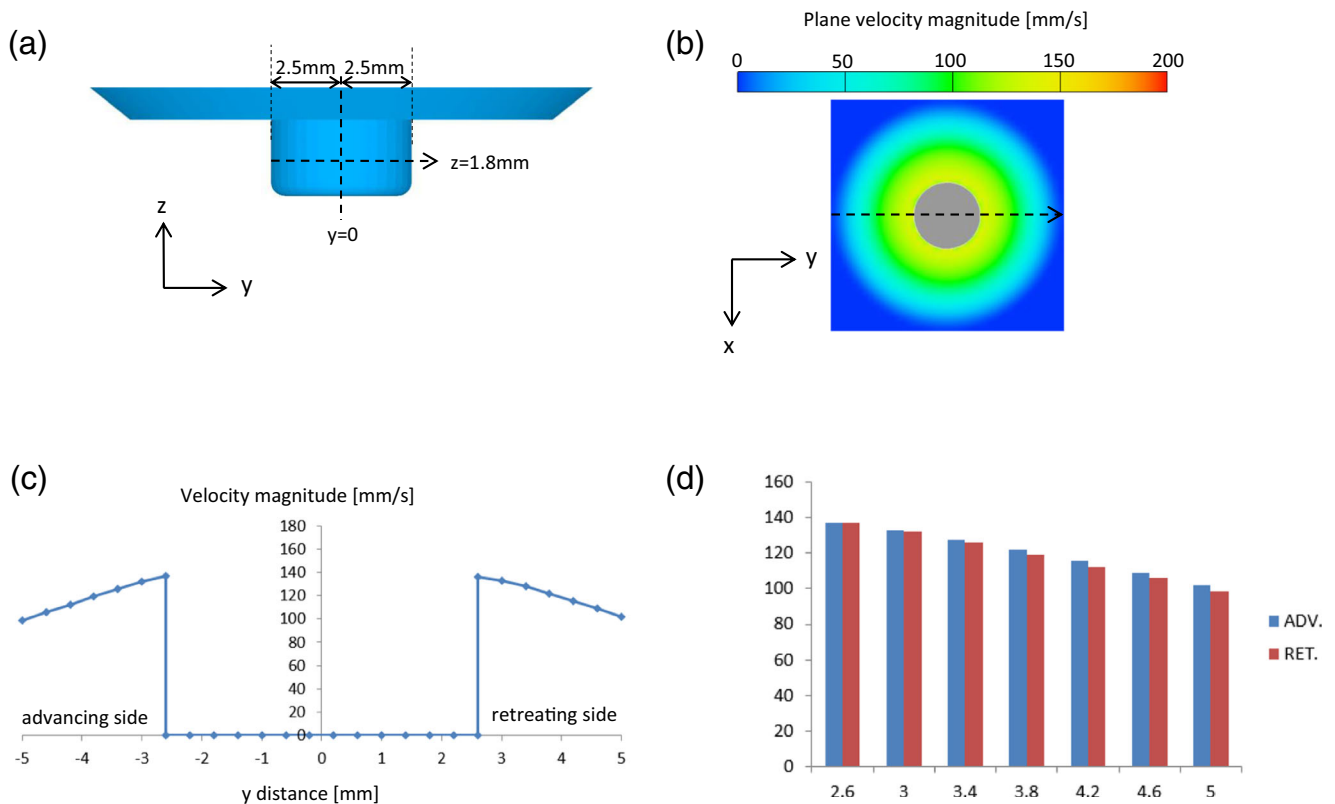 (a)
2.5mm 2.5mm
z=1.8mm
y=0
z
y
(b)
Plane velocity magnitude [mm/s]
0 50 100 150 200
y
x
(c)
Velocity magnitude [mm/s]
180
160
140
120
100
80
60
40
20
0
advancing side retreating side
-5 -4 -3 -2 -1 0 1 2 3 4 5
y distance [mm]
(d)
160
140
120
100
80
60
40
20
0
2.6 3 3.4 3.8 4.2 4.6 5
ADV.
RET.